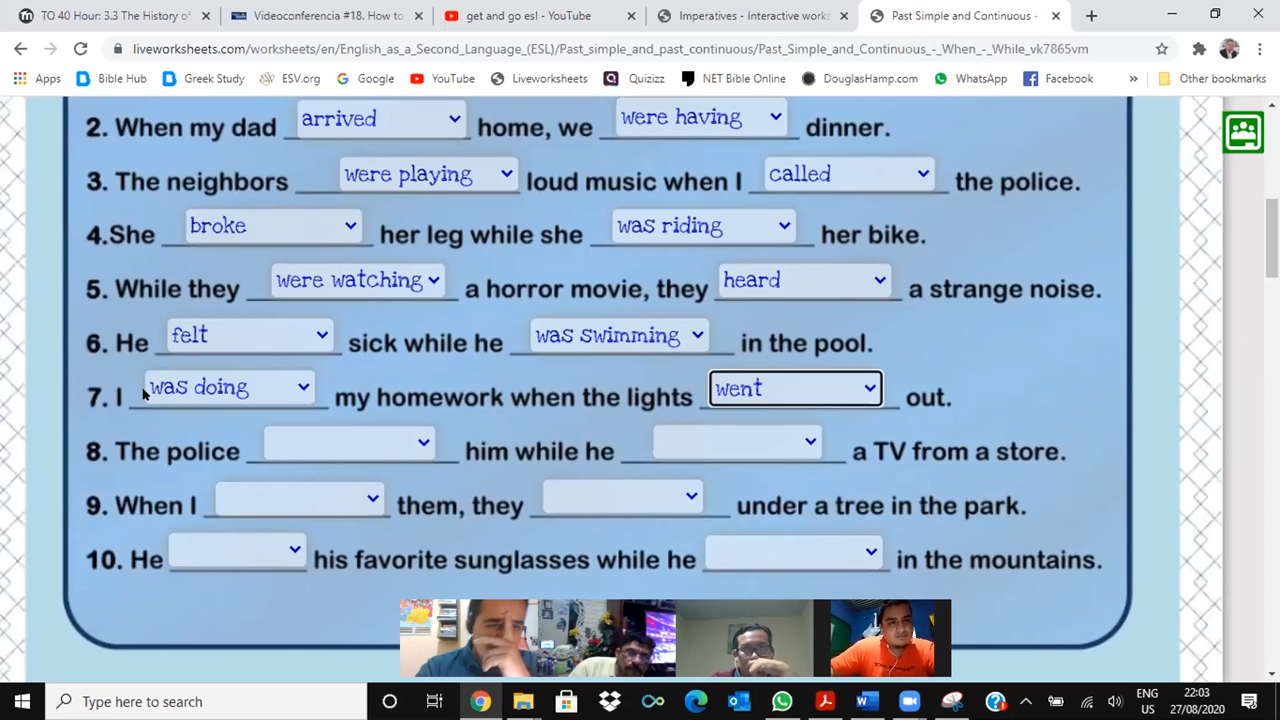 TO 40 Hour: 3.3 The History o
Videoconferencia #18. How to
get and go esl - YouTube
Imperatives - Interactive works
Past Simple and Continuous -
liveworksheets.com/worksheets/en/English_as_a_Second_Language_(ESL)/Past_simple_and_past_continuous/Past_Simple_and_Continuous_-_When_-_While_vk7865vm
Apps Bible Hub Greek Study ESV.org Google YouTube Liveworksheets Quizizz NET Bible Online DouglasHamp.com WhatsApp Facebook » Other bookmarks
2. When my dad arrived home, we were having dinner.
3. The neighbors were playing loud music when I called the police.
4.She broke her leg while she was riding her bike.
5. While they were watching a horror movie, they heard a strange noise.
6. He felt sick while he was swimming in the pool.
7. I was doing my homework when the lights went out.
8. The police him while he a TV from a store.
9. When I them, they under a tree in the park.
10. He his favorite sunglasses while he in the mountains.
Type here to search
ENG
ES
22:03
27/08/2020